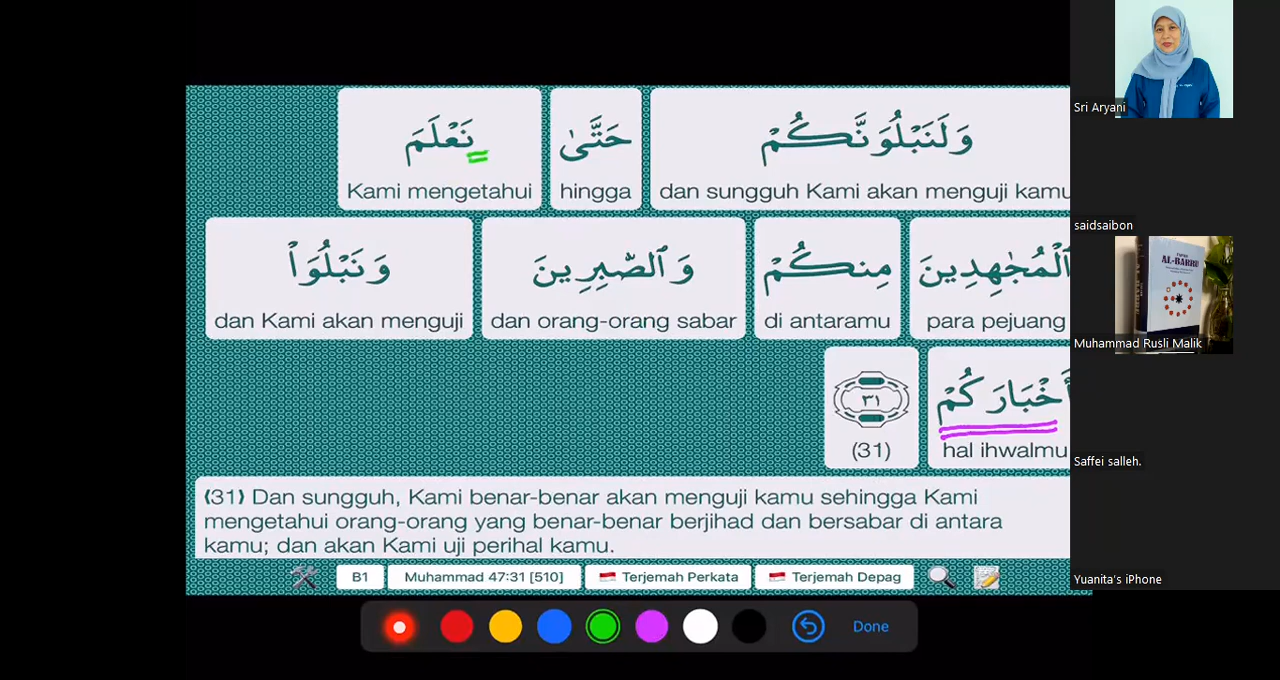 وَلَنَبْلُوَنَّكُمْ حَتَّىٰ نَعْلَمَ
dan sungguh Kami akan menguji kamu hingga Kami mengetahui
ٱلْمُجَٰهِدِينَ مِنكُمْ وَٱلصَّٰبِرِينَ وَنَبْلُوَا۟
para pejuang di antaramu dan orang-orang sabar dan Kami akan menguji
أَخْبَارَكُمْ ٣١
hal ihwalmu (31)
(31) Dan sungguh, Kami benar-benar akan menguji kamu sehingga Kami
mengetahui orang-orang yang benar-benar berjihad dan bersabar di antara
kamu; dan akan Kami uji perihal kamu.
B1 Muhammad 47:31 [510] Terjemah Perkata Terjemah Depag
Done
Sri Aryani
saidsaibon
AL-BARRU
Muhammad Rusli Malik
Saffei salleh.
Yuanita's iPhone